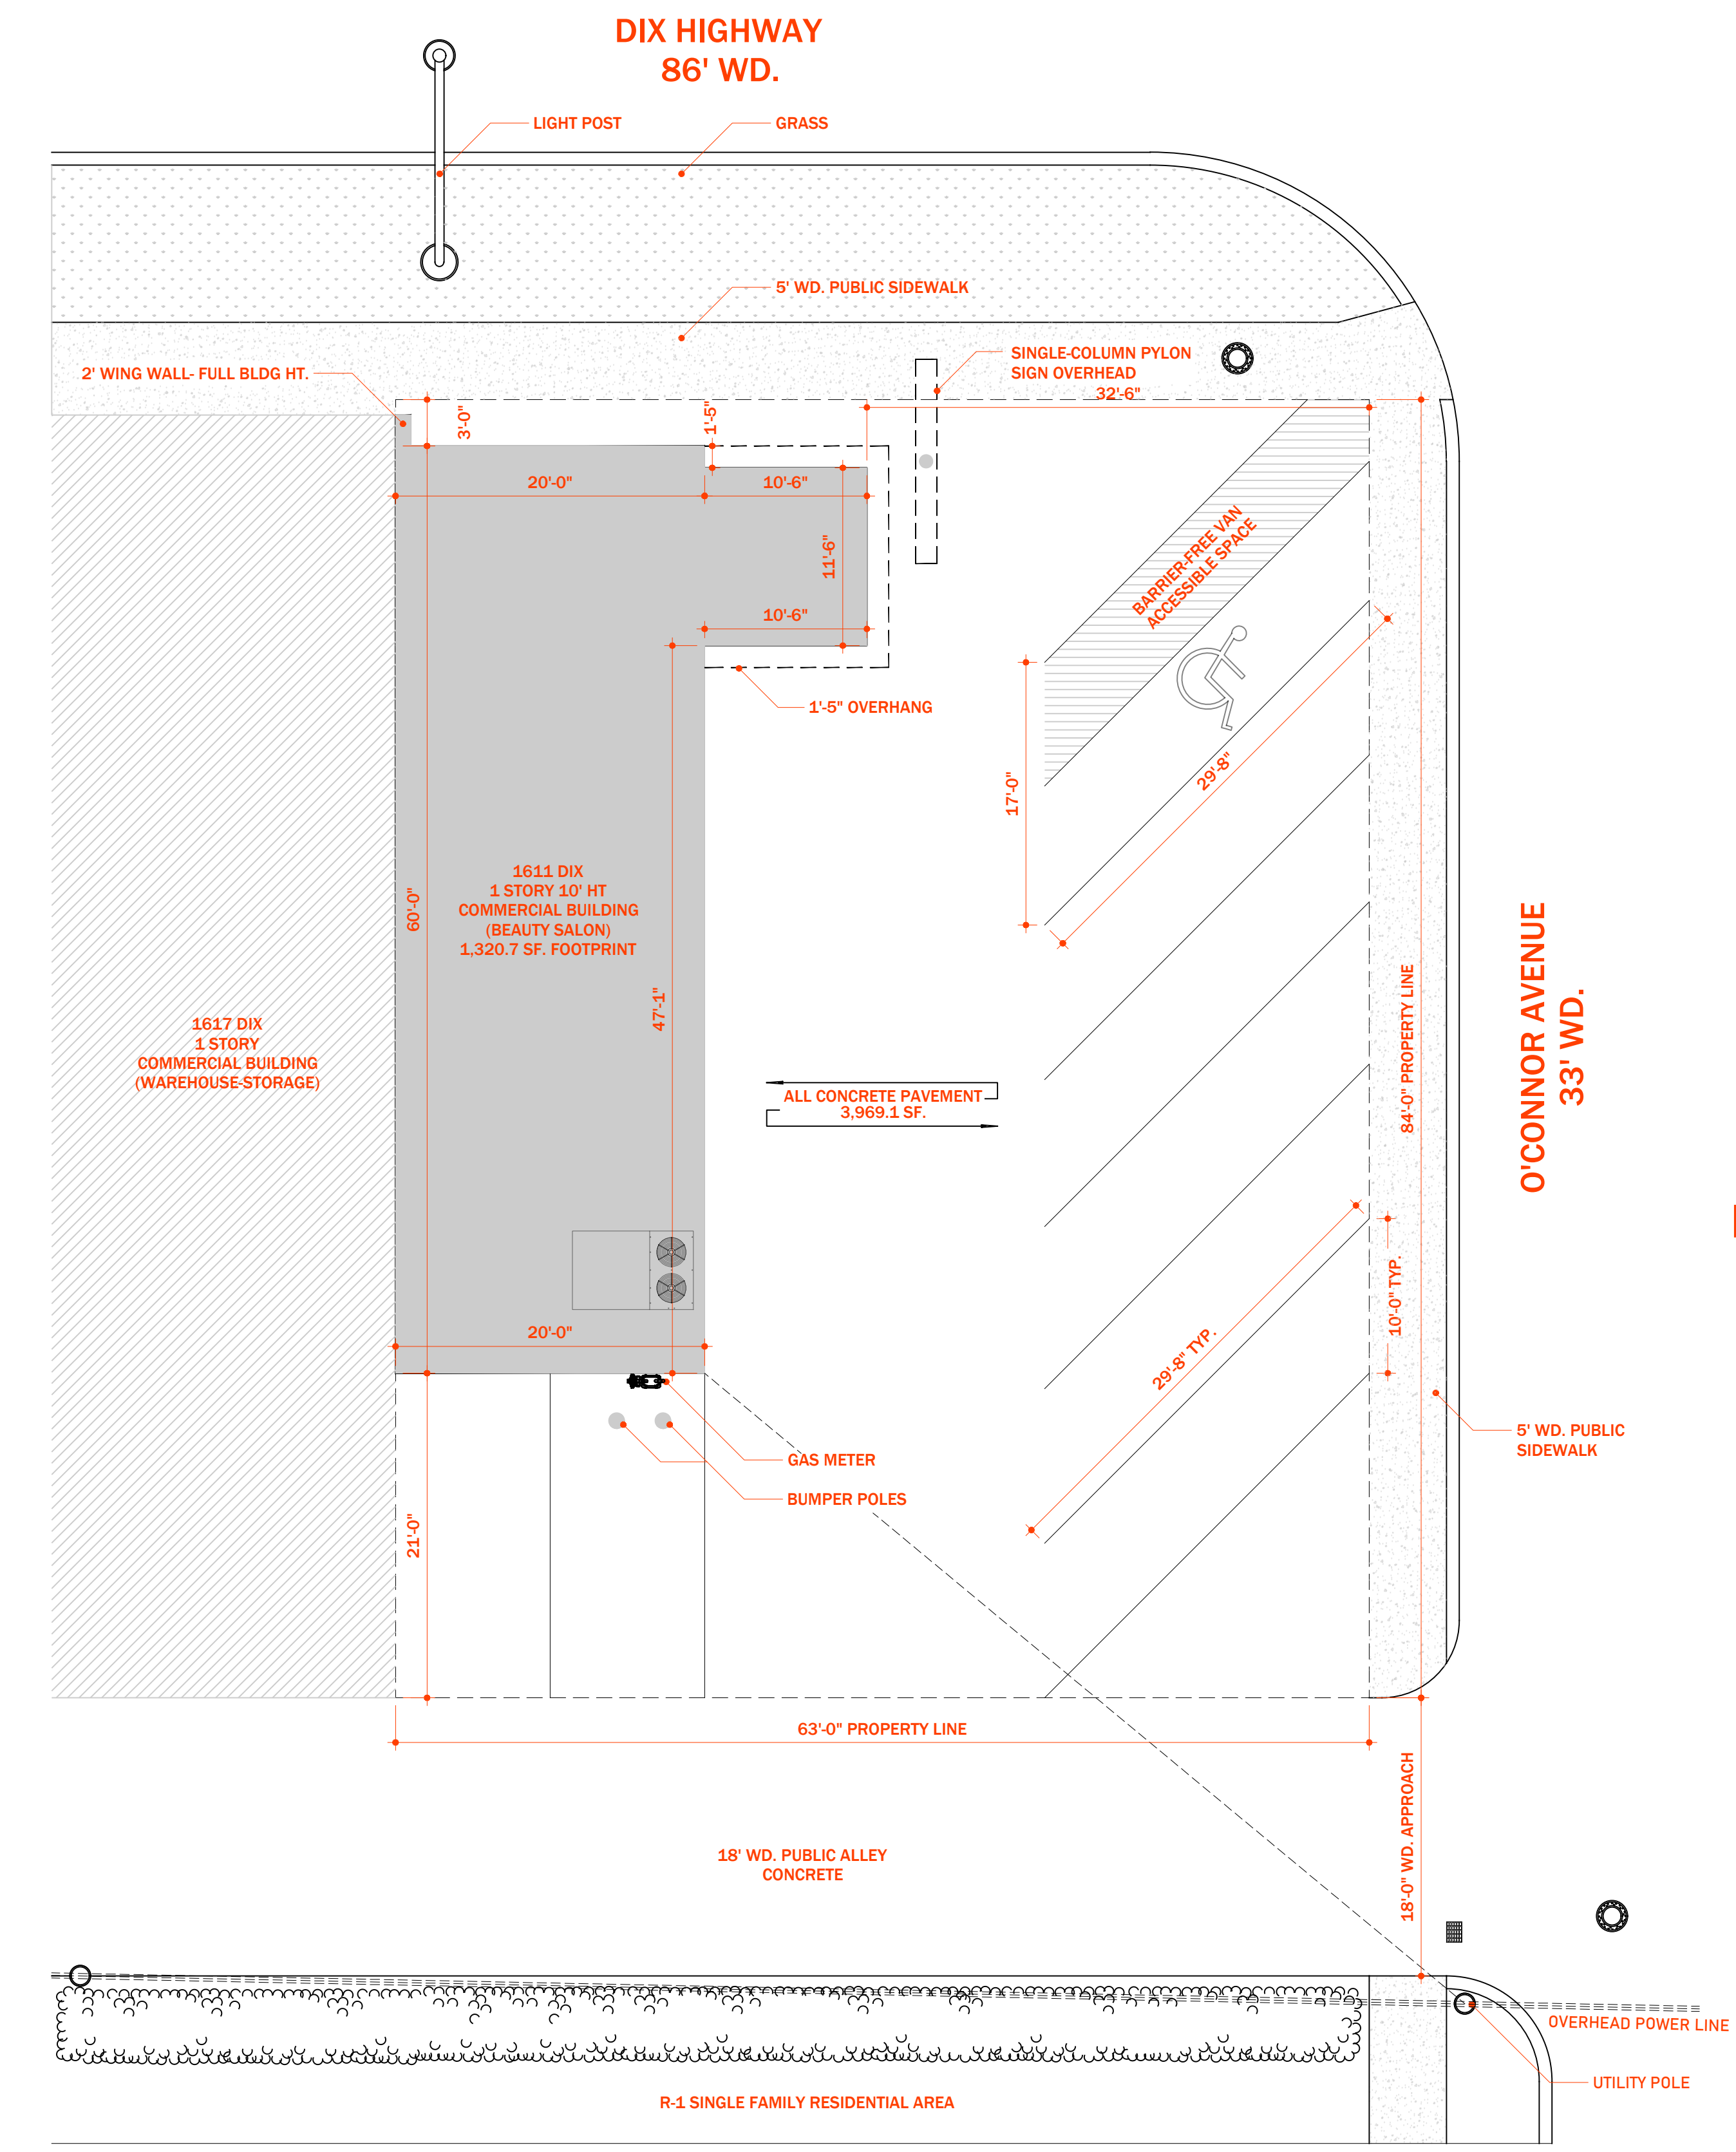 DIX HIGHWAY
86' WD.
LIGHT POST
GRASS
5' WD. PUBLIC SIDEWALK
SINGLE-COLUMN PYLON
SIGN OVERHEAD
2' WING WALL- FULL BLDG HT.
32'-6"
3'-0"
1'-5"
20'-0"
10'-6"
11'-6"
10'-6"
BARRIER-FREE VAN
ACCESSIBLE SPACE
1'-5" OVERHANG
17'-0"
29'-8"
1611 DIX
1 STORY 10' HT
COMMERCIAL BUILDING
(BEAUTY SALON)
1,320.7 SF. FOOTPRINT
60'-0"
47'-1"
1617 DIX
1 STORY
COMMERCIAL BUILDING
(WAREHOUSE-STORAGE)
ALL CONCRETE PAVEMENT
3,969.1 SF.
84'-0" PROPERTY LINE
O'CONNOR AVENUE
33' WD.
10'-0" TYP.
29'-8" TYP.
20'-0"
5' WD. PUBLIC
SIDEWALK
GAS METER
BUMPER POLES
21'-0"
63'-0" PROPERTY LINE
18'-0" WD. APPROACH
18' WD. PUBLIC ALLEY
CONCRETE
OVERHEAD POWER LINE
UTILITY POLE
R-1 SINGLE FAMILY RESIDENTIAL AREA